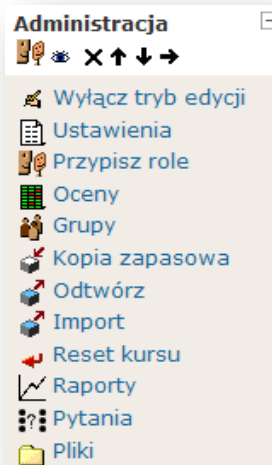 Administracja
Wyłącz tryb edycji
Ustawienia
Przypisz role
Oceny
Grupy
Kopia zapasowa
Odtwórz
Import
Reset kursu
Raporty
Pytania
Pliki